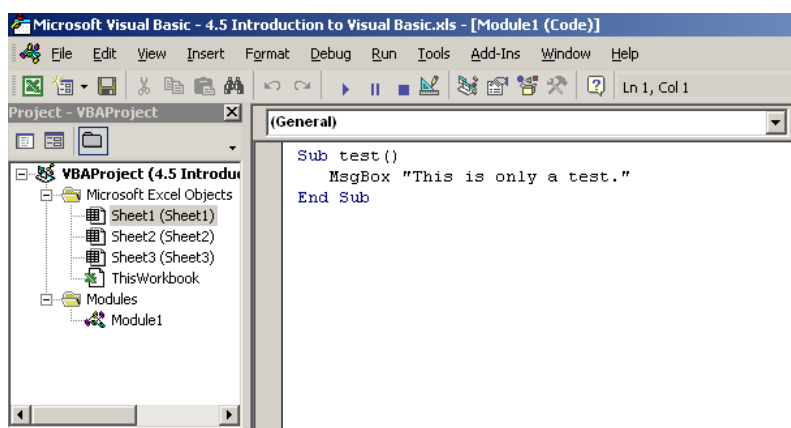 Microsoft Visual Basic - 4.5 Introduction to Visual Basic.xls - [Module1 (Code)]
File Edit View Insert Format Debug Run Tools Add-Ins Window Help
Ln 1, Col 1
Project - VBAProject
(General)
VBAProject (4.5 Introdu
Microsoft Excel Objects
Sheet1 (Sheet1)
Sheet2 (Sheet2)
Sheet3 (Sheet3)
ThisWorkbook
Modules
Module1
Sub test()
MsgBox "This is only a test."
End Sub